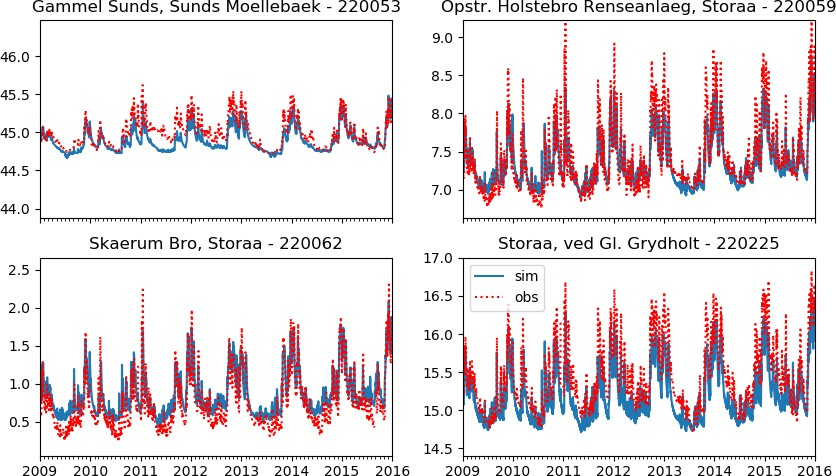 Gammel Sunds, Sunds Moellebaek - 220053
46.0
45.5
45.0
44.5
44.0
Opstr. Holstebro Renseanlaeg, Storaa - 220059
9.0
8.5
8.0
7.5
7.0
Skaerum Bro, Storaa - 220062
2.5
2.0
1.5
1.0
0.5
2009 2010 2011 2012 2013 2014 2015 2016
Storaa, ved Gl. Grydholt - 220225
17.0
16.5
16.0
15.5
15.0
14.5
sim
obs
2009 2010 2011 2012 2013 2014 2015 2016